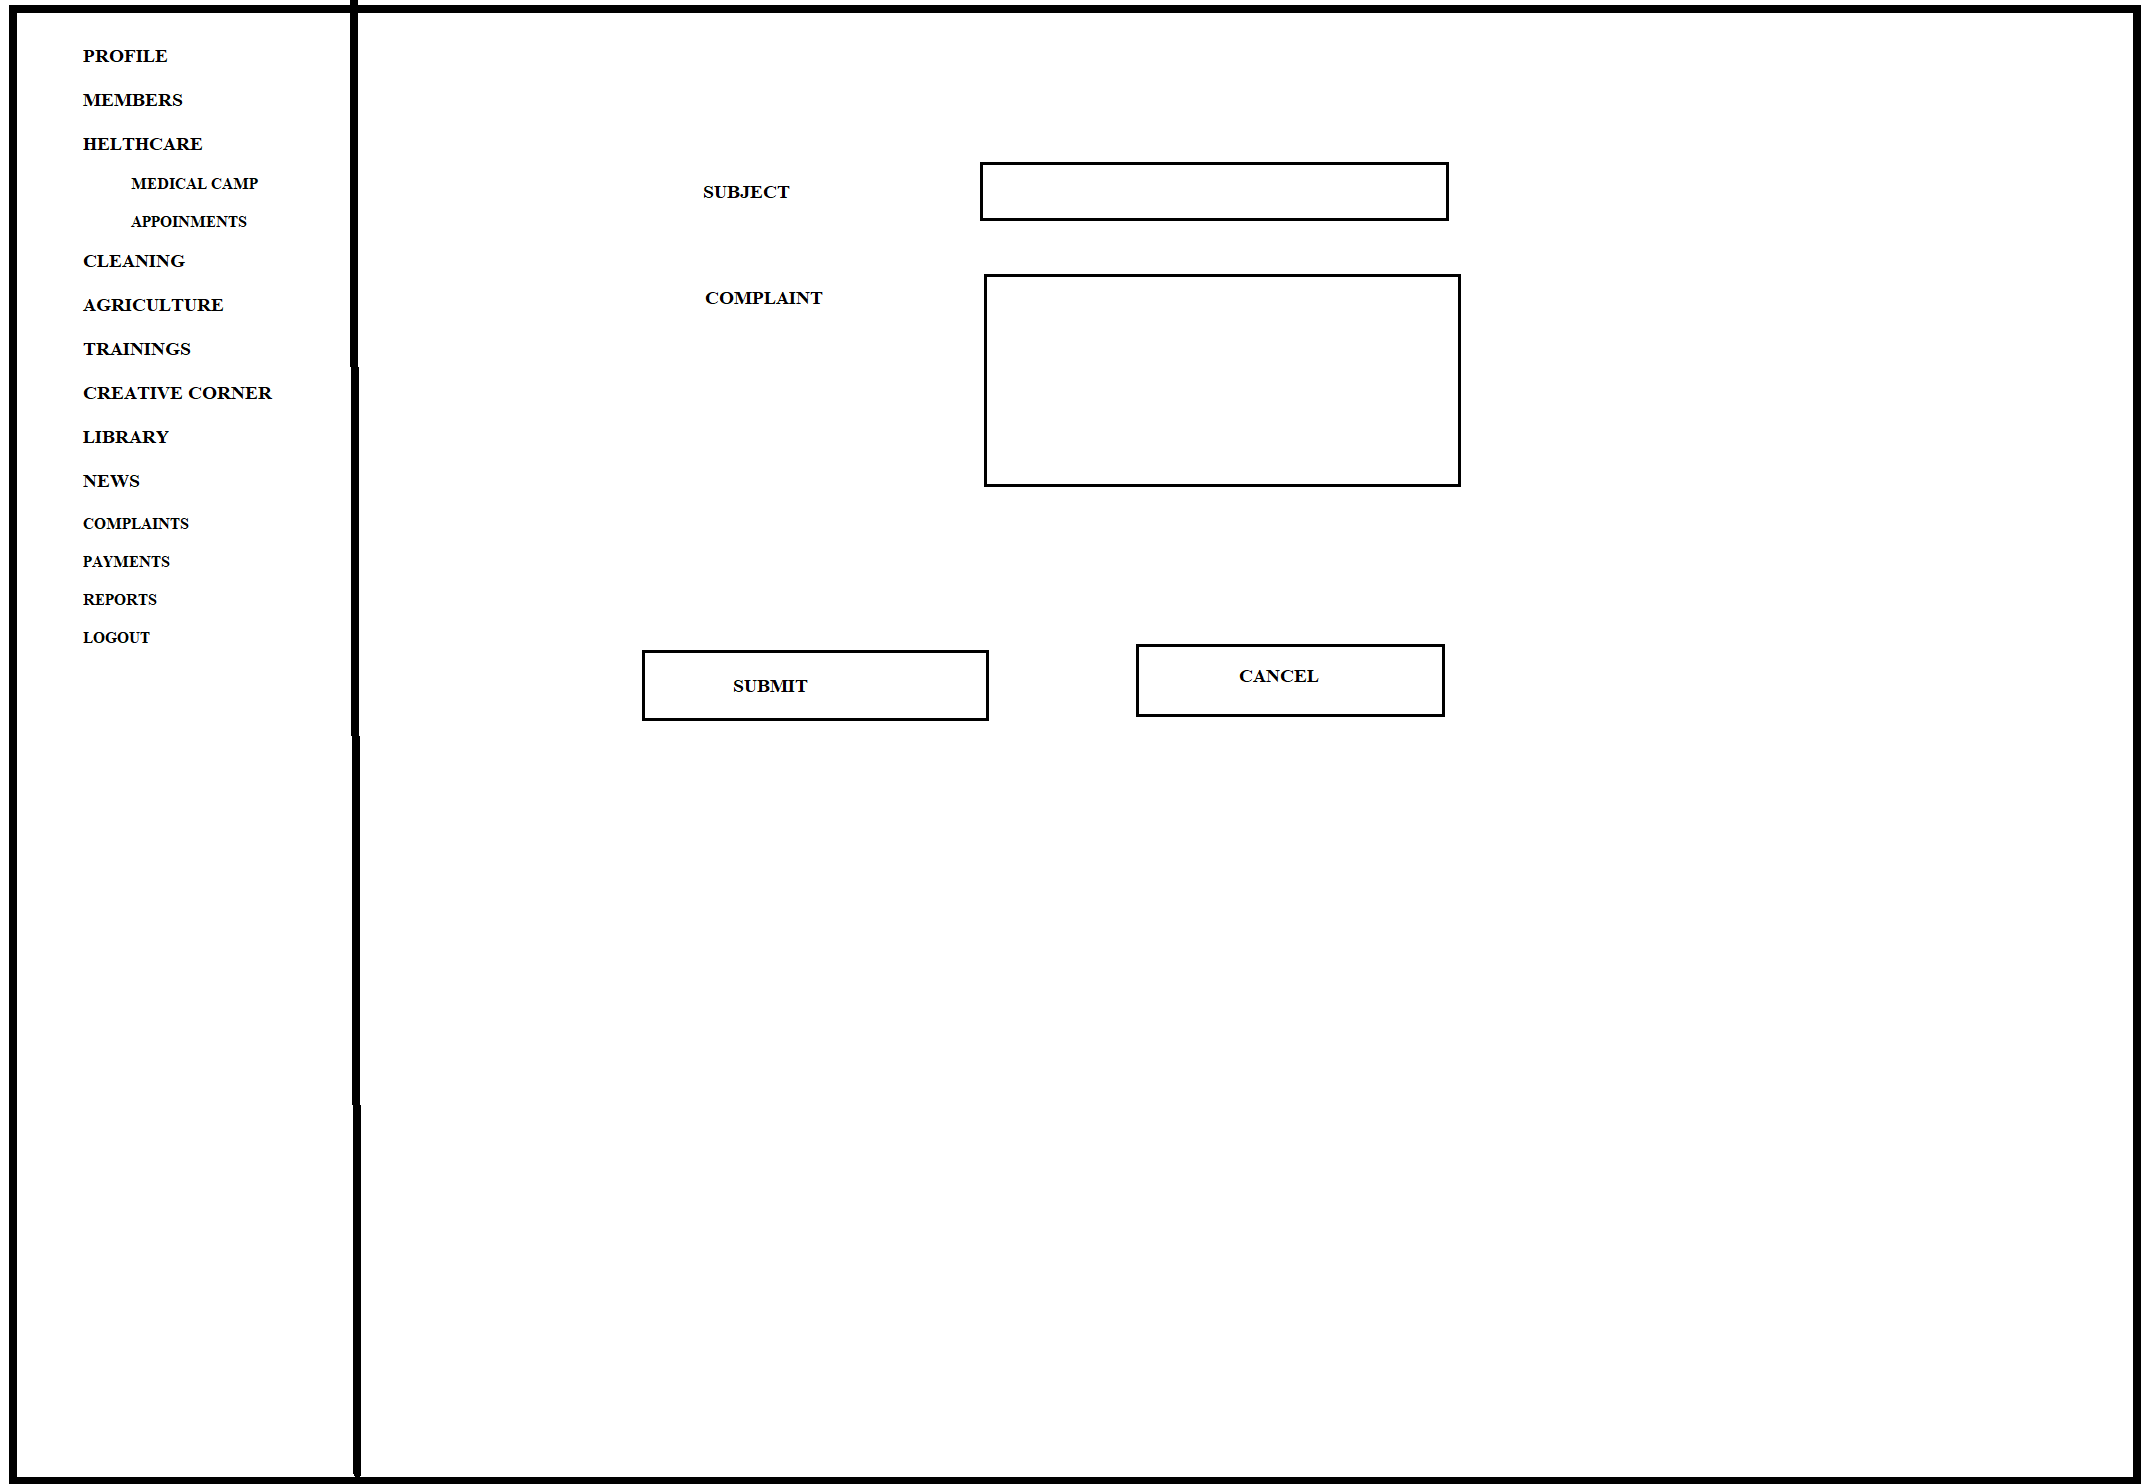 PROFILE
MEMBERS
HELTHCARE
MEDICAL CAMP
APPOINMENTS
CLEANING
AGRICULTURE
TRAININGS
CREATIVE CORNER
LIBRARY
NEWS
COMPLAINTS
PAYMENTS
REPORTS
LOGOUT
SUBJECT
COMPLAINT
SUBMIT
CANCEL